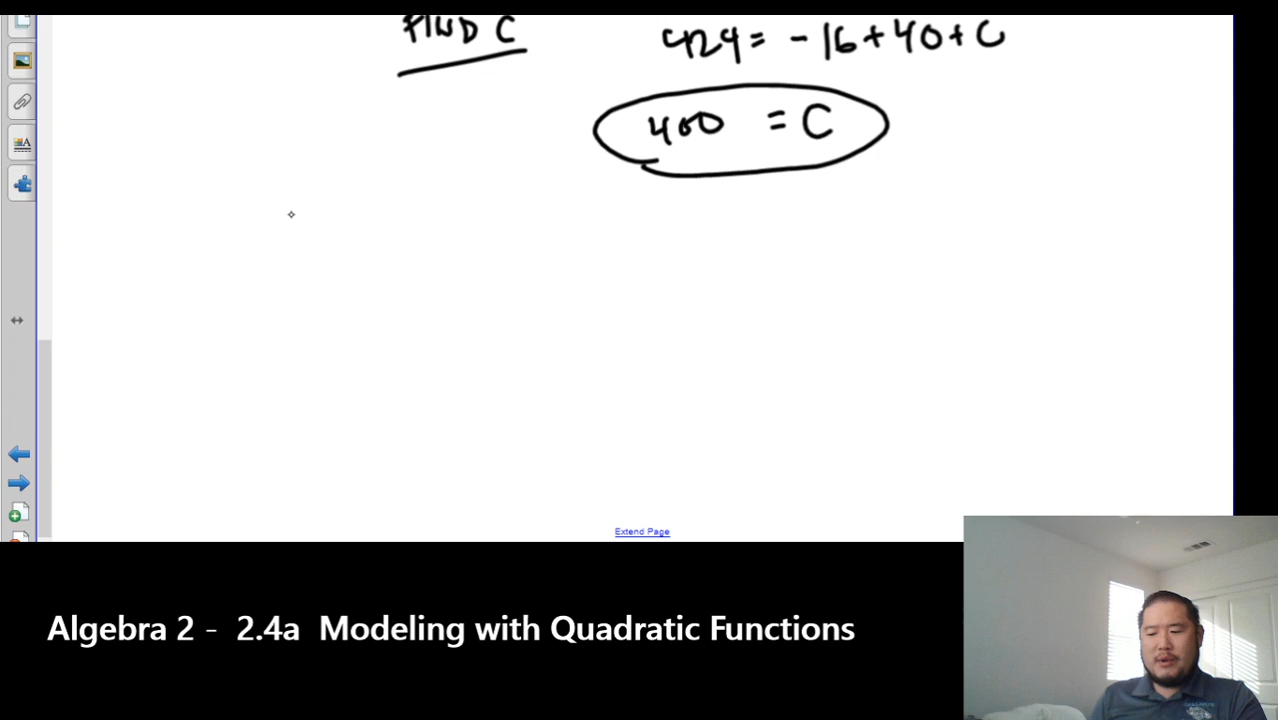 FIND C
424 = - 16 + 40 + C
400 = C
Extend Page
Algebra 2 - 2.4a Modeling with Quadratic Functions